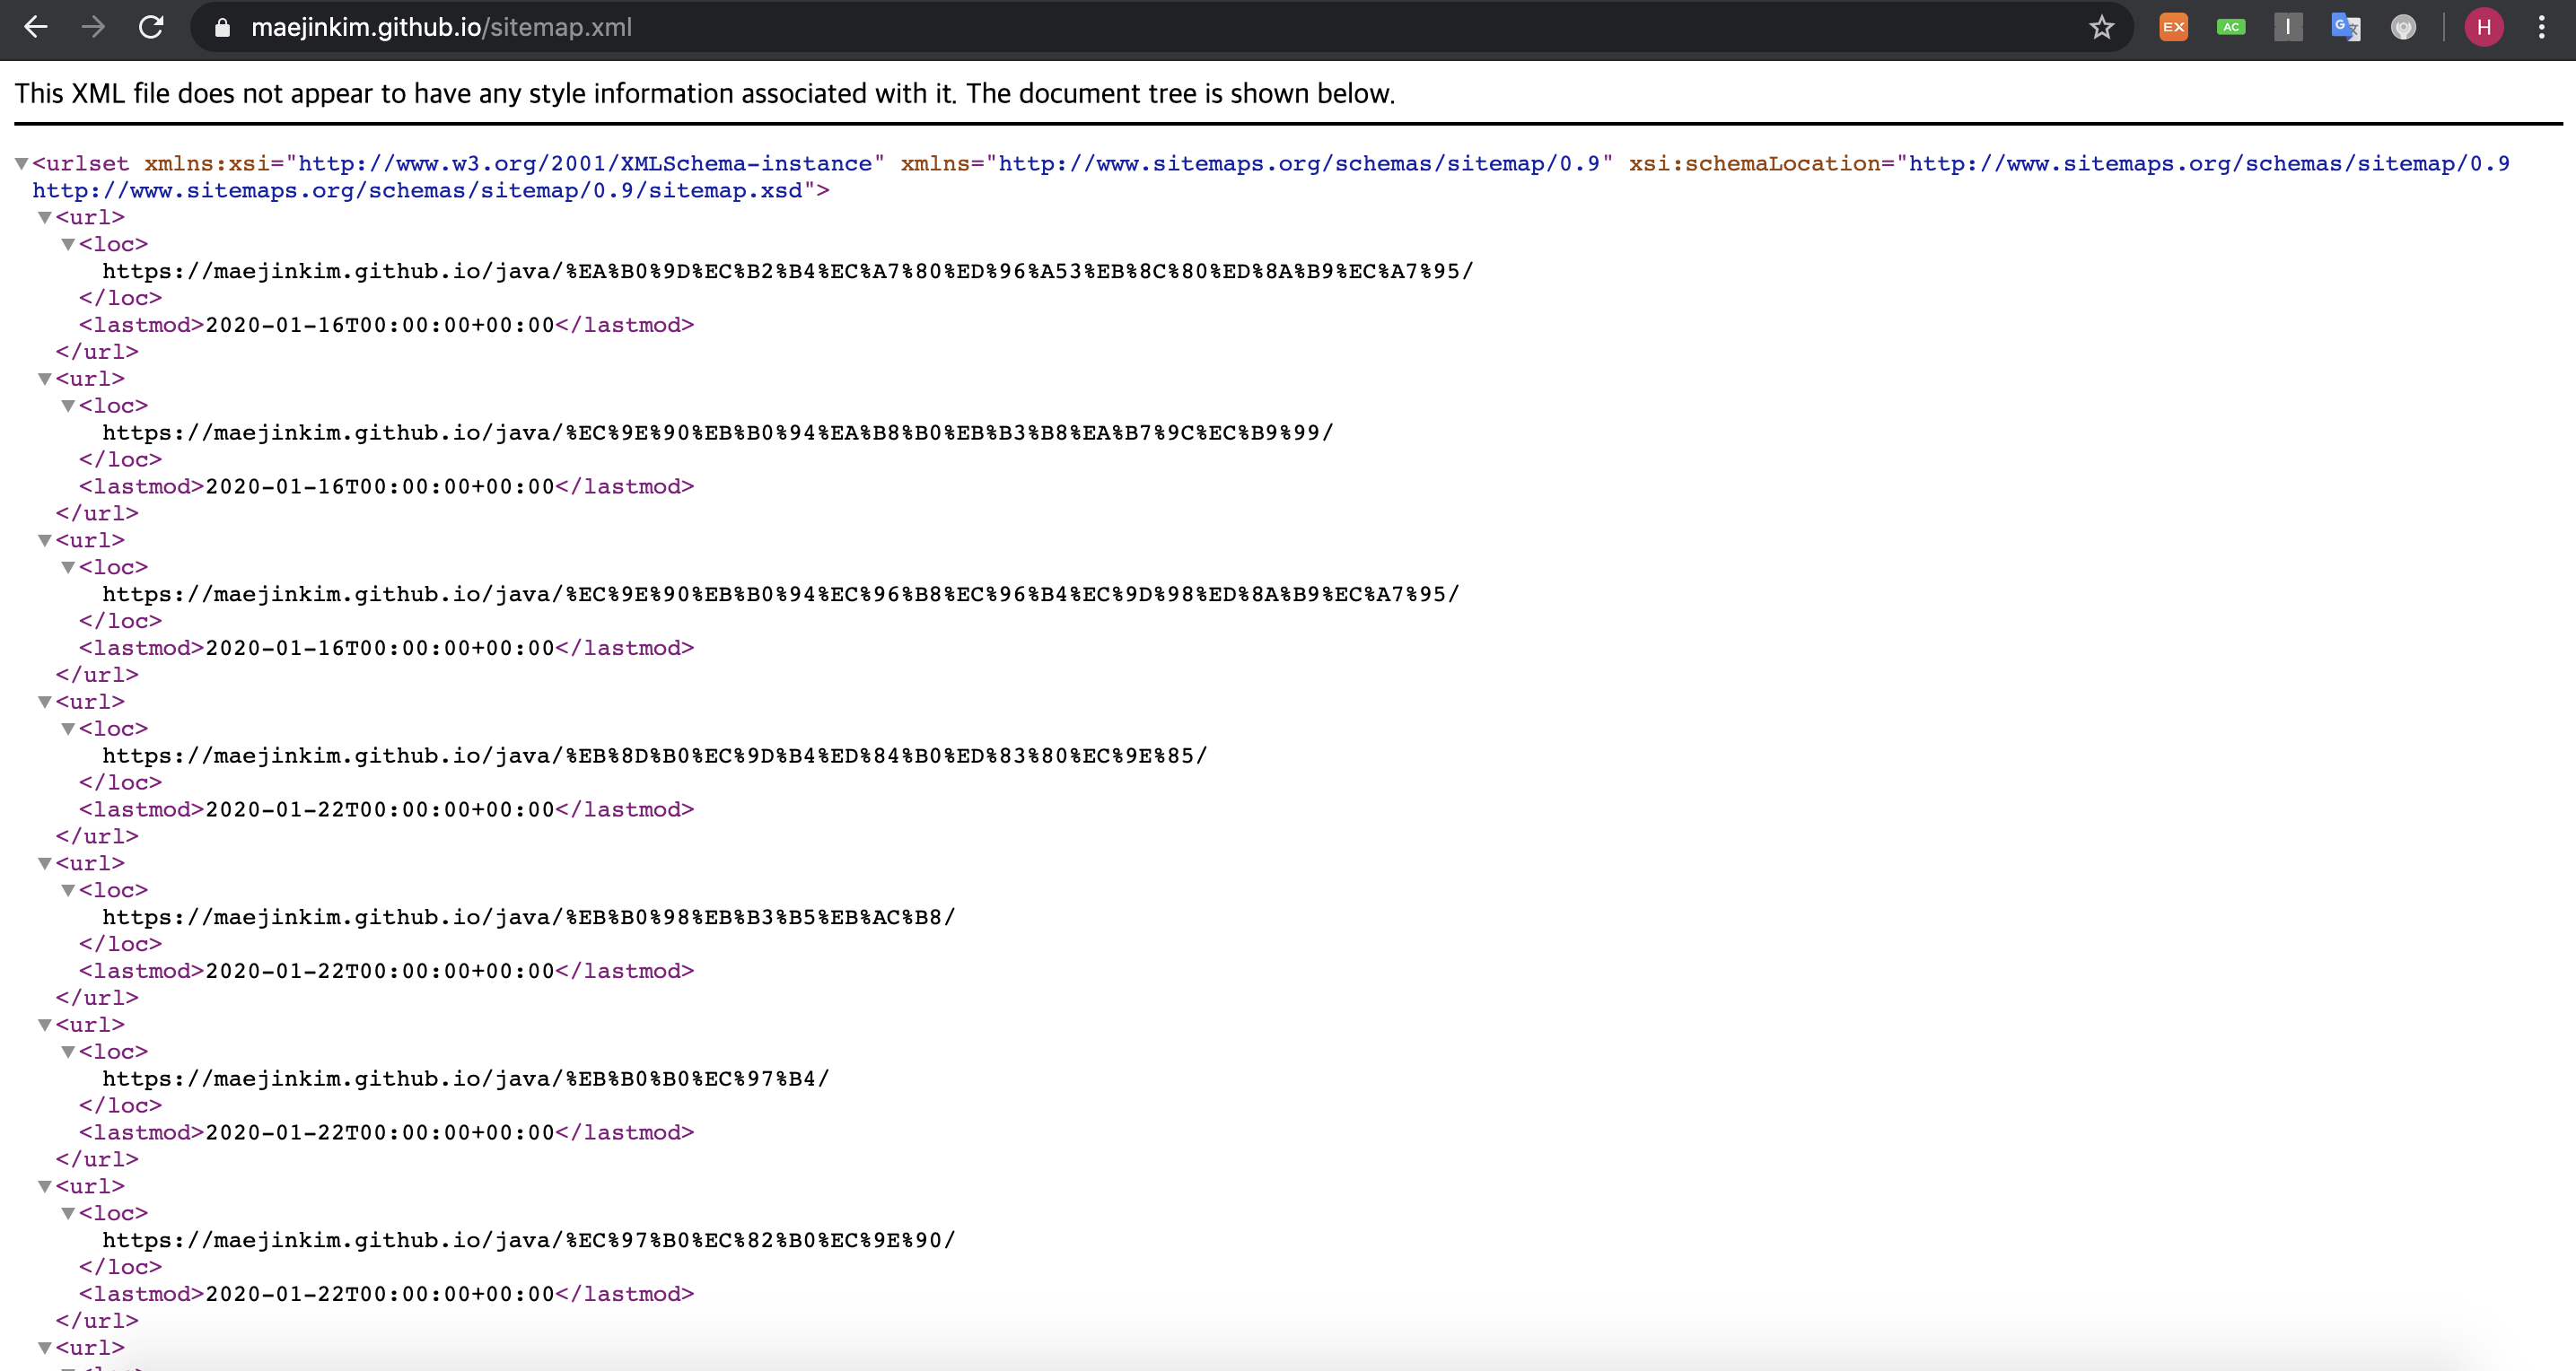 maejinkim.github.io/sitemap.xml
EX
AC
G
H
This XML file does not appear to have any style information associated with it. The document tree is shown below.
<urlset xmlns:xsi="http://www.w3.org/2001/XMLSchema-instance" xmlns="http://www.sitemaps.org/schemas/sitemap/0.9" xsi:schemaLocation="http://www.sitemaps.org/schemas/sitemap/0.9
http://www.sitemaps.org/schemas/sitemap/0.9/sitemap.xsd">
<url>
<loc>
https://maejinkim.github.io/java/%EA%B0%9D%EC%B2%B4%EC%A7%80%ED%96%A53%EB%8C%80%ED%8A%B9%EC%A7%95/
</loc>
<lastmod>2020-01-16T00:00:00+00:00</lastmod>
</url>
<url>
<loc>
https://maejinkim.github.io/java/%EC%9E%90%EB%B0%94%EA%B8%B0%EB%B3%B8%EA%B7%9C%EC%B9%99/
</loc>
<lastmod>2020-01-16T00:00:00+00:00</lastmod>
</url>
<url>
<loc>
https://maejinkim.github.io/java/%EC%9E%90%EB%B0%94%EC%96%B8%EC%96%B4%EC%9D%98%ED%8A%B9%EC%A7%95/
</loc>
<lastmod>2020-01-16T00:00:00+00:00</lastmod>
</url>
<url>
<loc>
https://maejinkim.github.io/java/%EB%8D%B0%EC%9D%B4%ED%84%B0%ED%83%80%EC%9E%85/
</loc>
<lastmod>2020-01-22T00:00:00+00:00</lastmod>
</url>
<url>
<loc>
https://maejinkim.github.io/java/%EB%B0%98%EB%B3%B5%EB%AC%B8/
</loc>
<lastmod>2020-01-22T00:00:00+00:00</lastmod>
</url>
<url>
<loc>
https://maejinkim.github.io/java/%EB%B0%B0%EC%97%B4/
</loc>
<lastmod>2020-01-22T00:00:00+00:00</lastmod>
</url>
<url>
<loc>
https://maejinkim.github.io/java/%EC%97%B0%EC%82%B0%EC%9E%90/
</loc>
<lastmod>2020-01-22T00:00:00+00:00</lastmod>
</url>
<url>